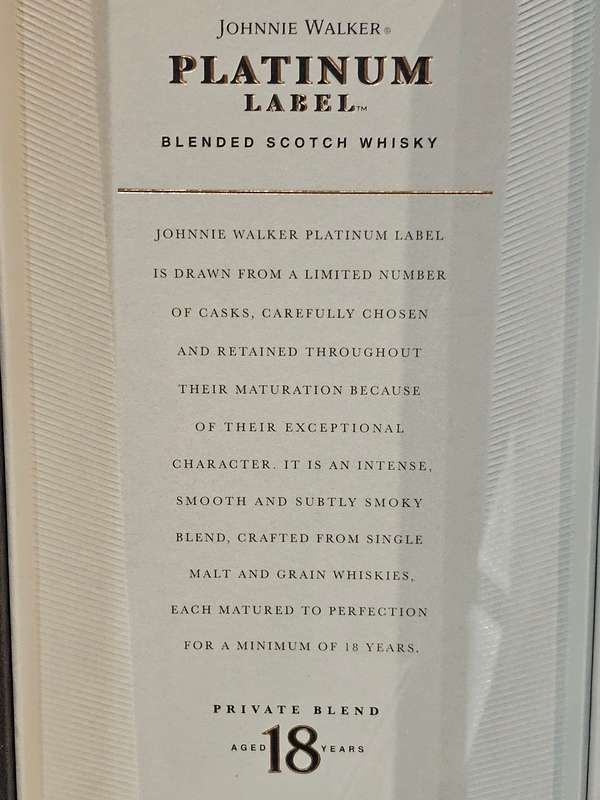 JOHNNIE WALKER®
PLATINUM
LABEL™
BLENDED SCOTCH WHISKY
JOHNNIE WALKER PLATINUM LABEL
IS DRAWN FROM A LIMITED NUMBER
OF CASKS, CAREFULLY CHOSEN
AND RETAINED THROUGHOUT
THEIR MATURATION BECAUSE
OF THEIR EXCEPTIONAL
CHARACTER. IT IS AN INTENSE,
SMOOTH AND SUBTLY SMOKY
BLEND, CRAFTED FROM SINGLE
MALT AND GRAIN WHISKIES,
EACH MATURED TO PERFECTION
FOR A MINIMUM OF 18 YEARS.
PRIVATE BLEND
AGED 18 YEARS